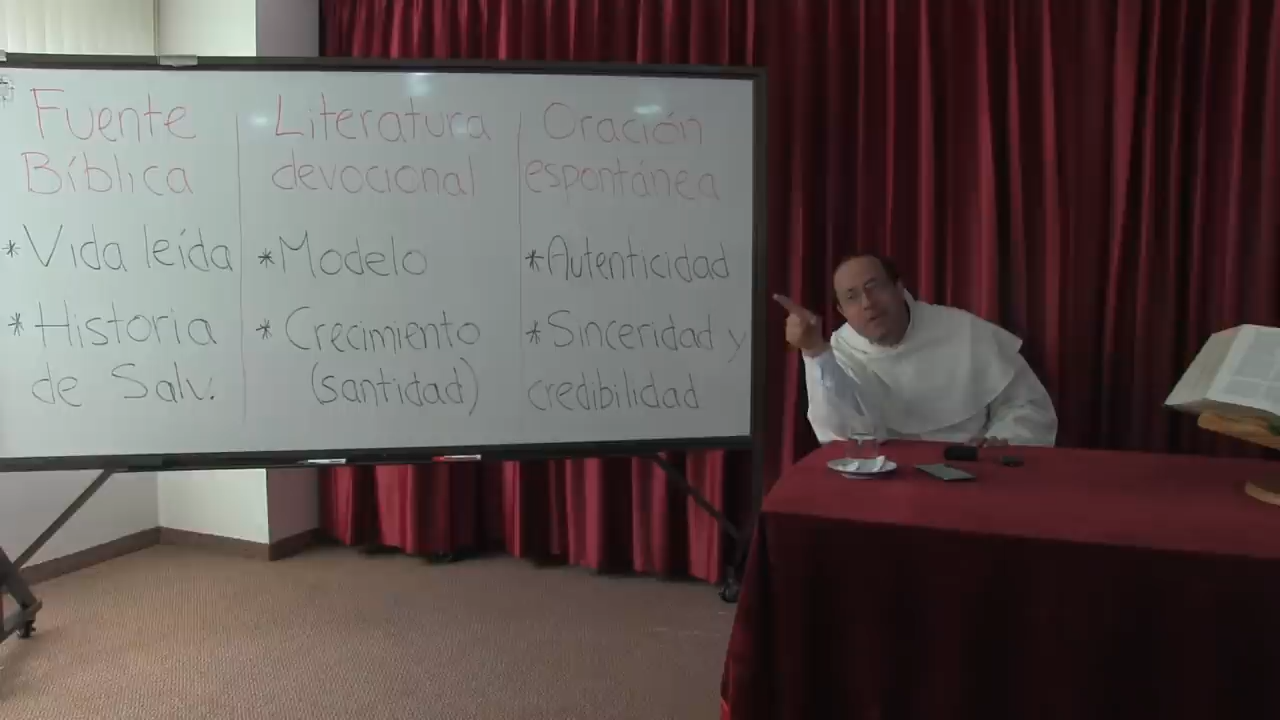 Fuente
Bíblica
*Vida leída
*Historia
de Salv.
Literatura
devocional
*Modelo
*Crecimiento
(santidad)
Oración
espontánea
*Autenticidad
*Sinceridad y
credibilidad